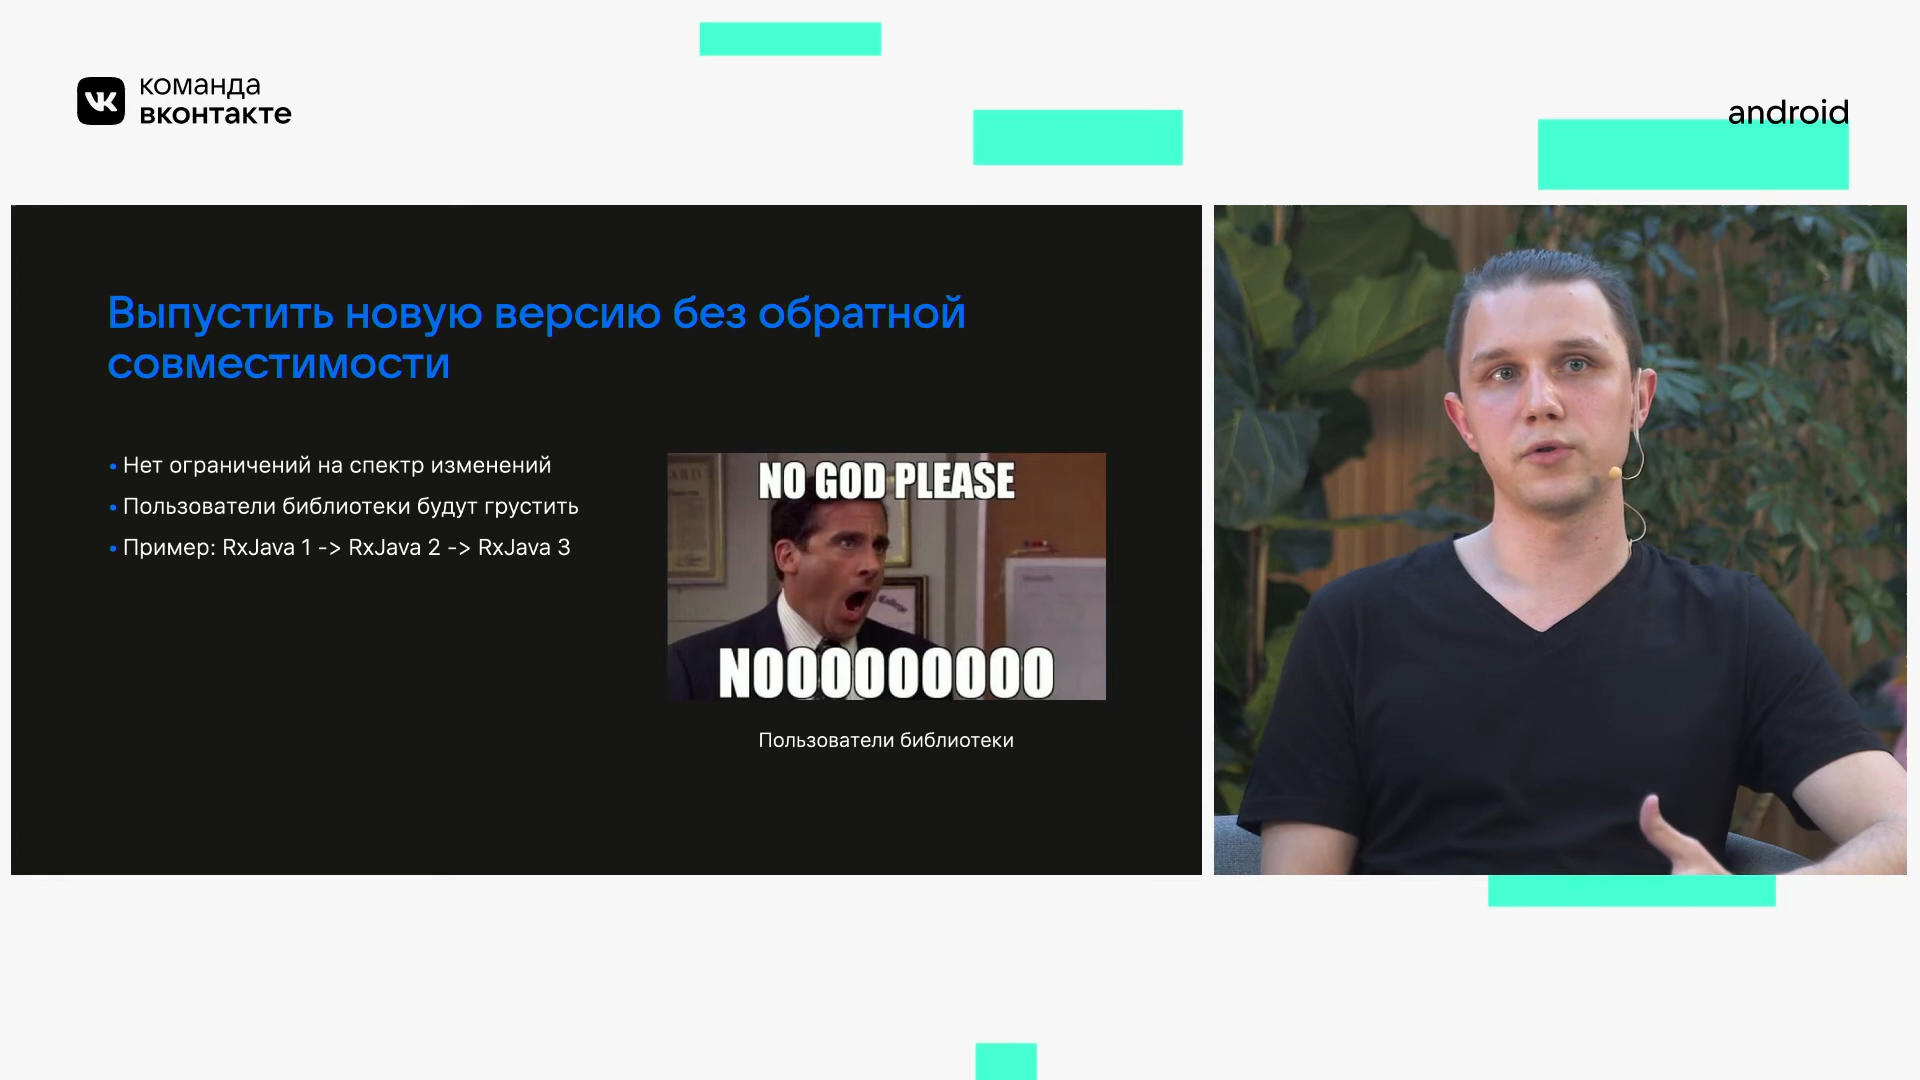 команда
вконтакте
android
Выпустить новую версию без обратной
совместимости
• Нет ограничений на спектр изменений
• Пользователи библиотеки будут грустить
• Пример: RxJava 1 -> RxJava 2 -> RxJava 3
NO GOD PLEASE
NOOOOOOOOO
Пользователи библиотеки